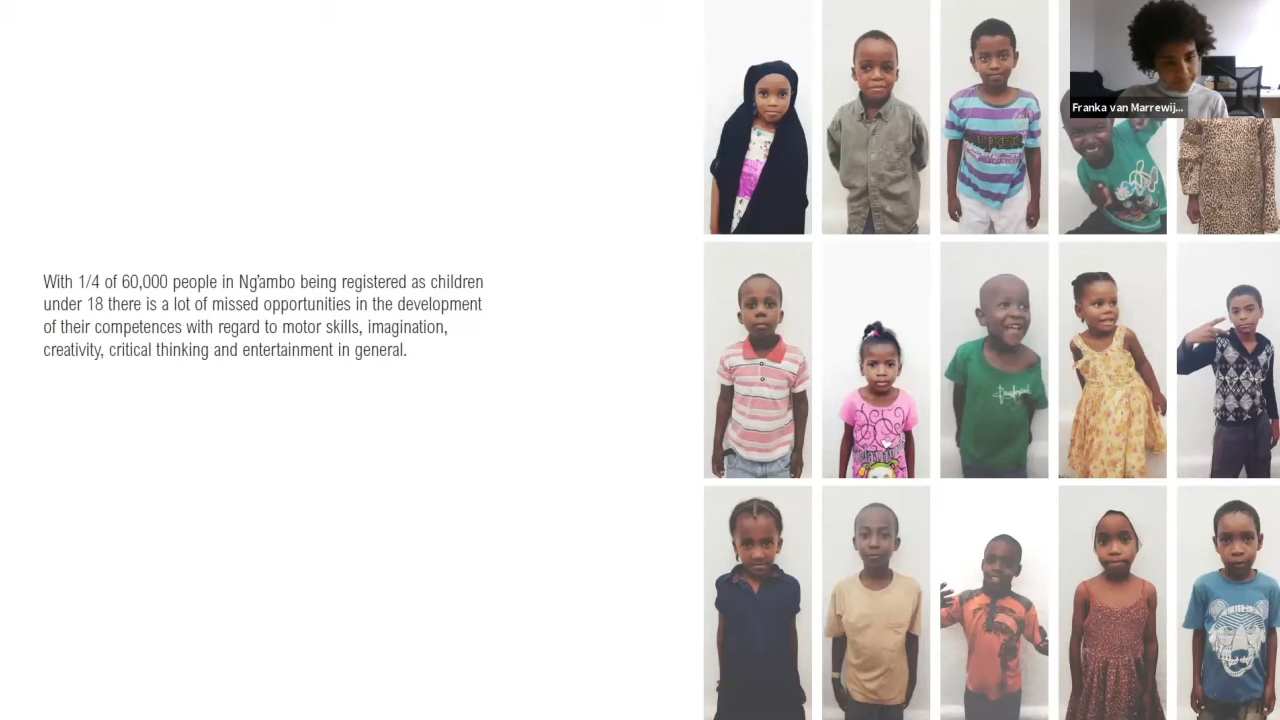 With 1/4 of 60,000 people in Ng'ambo being registered as children
under 18 there is a lot of missed opportunities in the development
of their competences with regard to motor skills, imagination,
creativity, critical thinking and entertainment in general.
Franka van Marrewij...